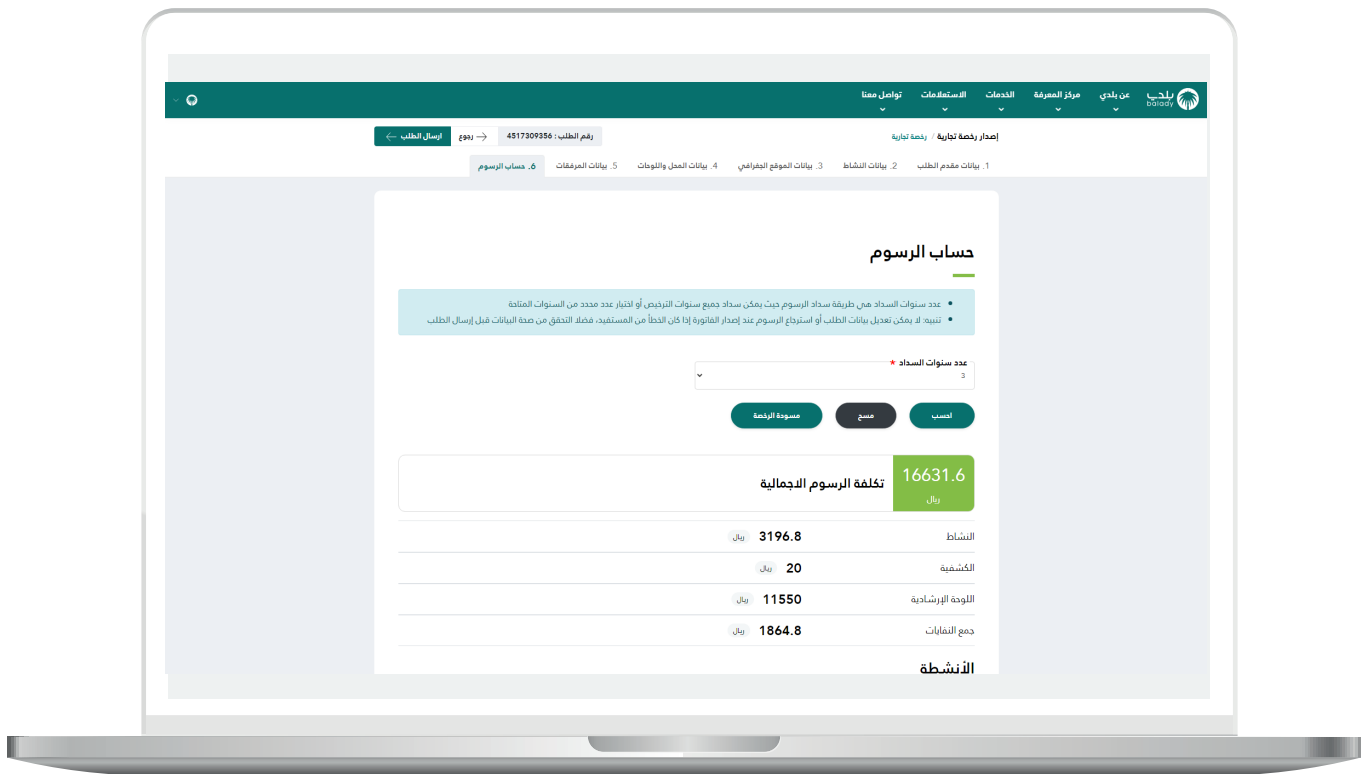 بلدي
balady
عن بلدي
مركز المعرفة
الخدمات
الاستعلامات
تواصل معنا
إصدار رخصة تجارية / رخصة تجارية
رقم الطلب : 4517309356
رجوع
ارسال الطلب
1. بيانات مقدم الطلب
2. بيانات النشاط
3. بيانات الموقع الجغرافي
4. بيانات المحل واللوحات
5. بيانات المرفقات
6. حساب الرسوم
حساب الرسوم
عدد سنوات السداد هي طريقة سداد الرسوم حيث يمكن سداد جميع سنوات الترخيص أو اختيار عدد محدد من السنوات المتاحة
تنبيه: لا يمكن تعديل بيانات الطلب أو استرجاع الرسوم عند إصدار الفاتورة إذا كان الخطأ من المستفيد، فضلا التحقق من صحة البيانات قبل إرسال الطلب
عدد سنوات السداد *
3
احسب
مسح
مسودة الرخصة
16631.6
ريال
تكلفة الرسوم الاجمالية
النشاط 3196.8 ريال
الكشفية 20 ريال
اللوحة الإرشادية 11550 ريال
جمع النفايات 1864.8 ريال
الأنشطة